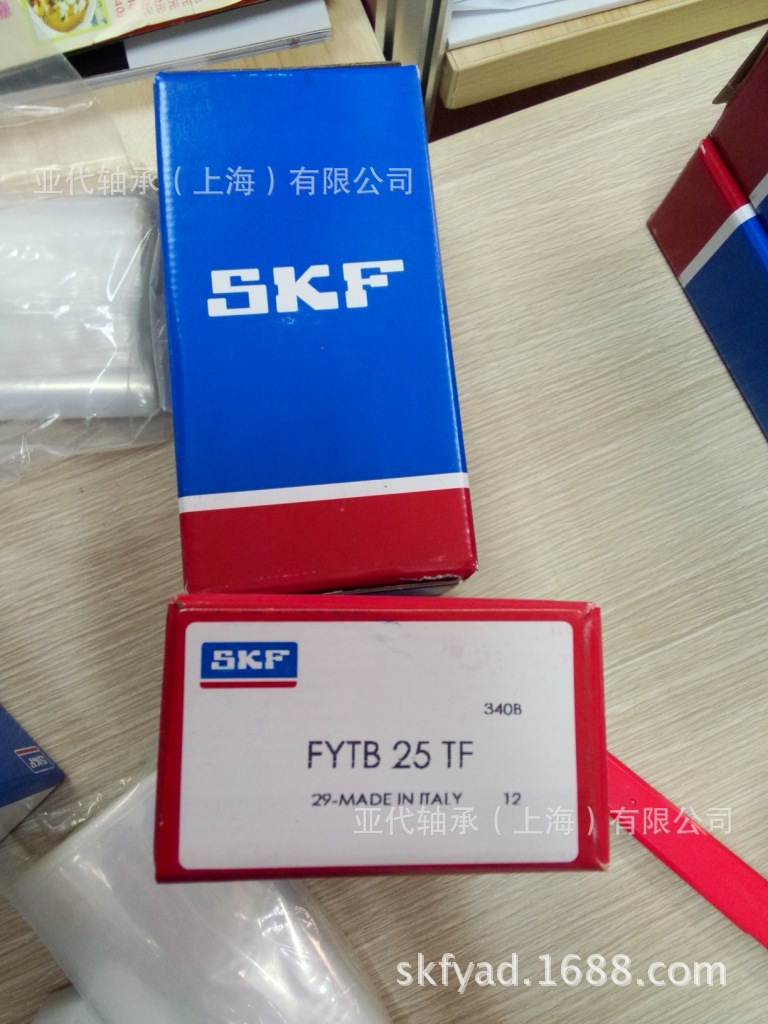 亚代轴承（上海）有限公司
SKF
SKF
340B
FYTB 25 TF
29-MADE IN ITALY 12
亚代轴承（上海）有限公司
SKF
skfyad.1688.com